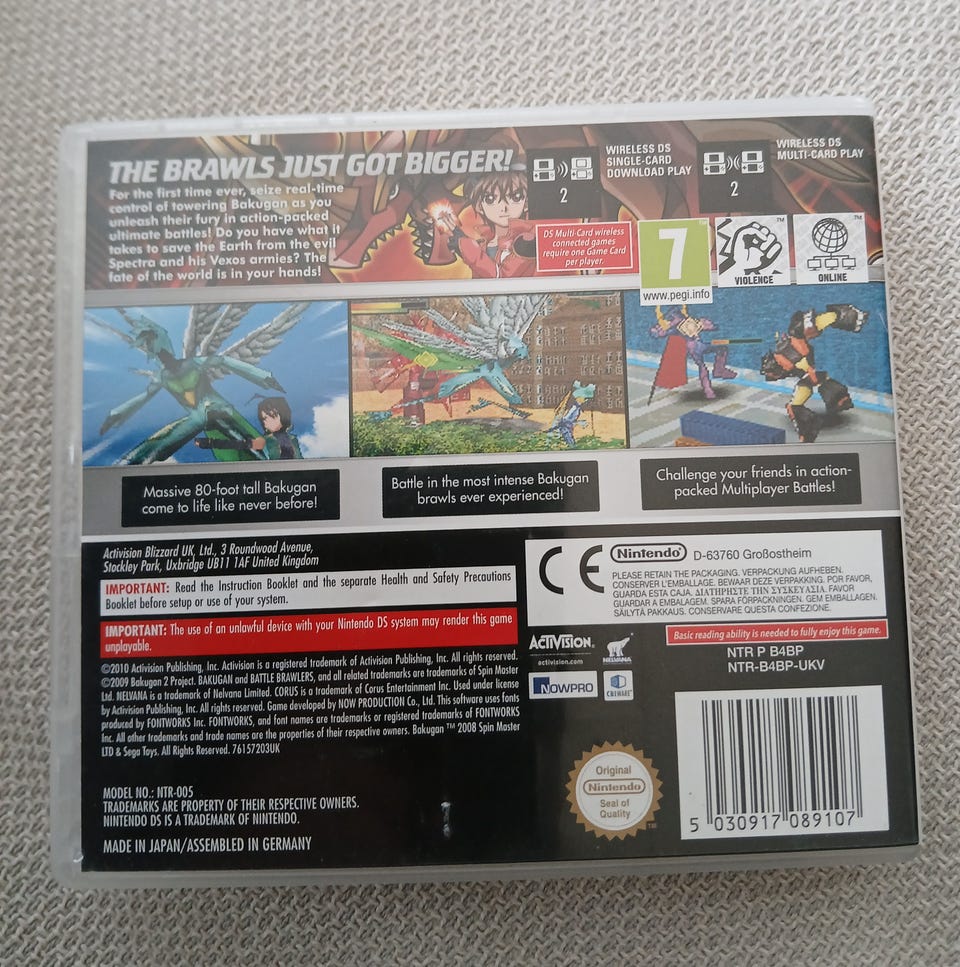 THE BRAWLS JUST GOT BIGGER!
For the first time ever, seize real-time
control of towering Bakugan as you
unleash their fury in action-packed
ultimate battles! Do you have what it
takes to save the Earth from the evil
Spectra and his Vexos armies? The
fate of the world is in your hands!
2
WIRELESS DS
SINGLE-CARD
DOWNLOAD PLAY
2
WIRELESS DS
MULTI-CARD PLAY
DS Multi-Card wireless
connected games
require one Game Card
per player.
7
www.pegi.info
VIOLENCE
TM
ONLINE
TM
Massive 80-foot tall Bakugan
come to life like never before!
Battle in the most intense Bakugan
brawls ever experienced!
Challenge your friends in action-
packed Multiplayer Battles!
Activision Blizzard UK, Ltd., 3 Roundwood Avenue,
Stockley Park, Uxbridge UB11 1AF United Kingdom
IMPORTANT: Read the Instruction Booklet and the separate Health and Safety Precautions
Booklet before setup or use of your system.
IMPORTANT: The use of an unlawful device with your Nintendo DS system may render this game
unplayable.
©2010 Activision Publishing, Inc. Activision is a registered trademark of Activision Publishing, Inc. All rights reserved.
©2009 Bakugan 2 Project. BAKUGAN and BATTLE BRAWLERS, and all related trademarks are trademarks of Spin Master
Ltd. NELVANA is a trademark of Nelvana Limited. CORUS is a trademark of Corus Entertainment Inc. Used under license
by Activision Publishing, Inc. All rights reserved. Game developed by NOW PRODUCTION Co., Ltd. This software uses fonts
produced by FONTWORKS Inc. FONTWORKS, and font names are trademarks or registered trademarks of FONTWORKS
Inc. All other trademarks and trade names are the properties of their respective owners. Bakugan ™ 2008 Spin Master
LTD & Sega Toys. All Rights Reserved. 76157203UK
MODEL NO.: NTR-005
TRADEMARKS ARE PROPERTY OF THEIR RESPECTIVE OWNERS.
NINTENDO DS IS A TRADEMARK OF NINTENDO.
MADE IN JAPAN/ASSEMBLED IN GERMANY
CE
Nintendo® D-63760 Großostheim
PLEASE RETAIN THE PACKAGING. VERPACKUNG AUFHEBEN.
CONSERVER L'EMBALLAGE. BEWAAR DEZE VERPAKKING. POR FAVOR,
GUARDA ESTA CAJA. ΔΙΑΤΗΡΗΣΤΕ ΤΗΝ ΣΥΣΚΕΥΑΣΙΑ. FAVOR
GUARDAR A EMBALAGEM. SPARA FÖRPACKNINGEN. GEM EMBALLAGEN.
SÄILYTÄ PAKKAUS. CONSERVARE QUESTA CONFEZIONE.
Basic reading ability is needed to fully enjoy this game.
NTR P B4BP
NTR-B4BP-UKV
ACTIVISION®
activision.com
NELVANA
NOWPRO
CRIWARE
Original
Nintendo
Seal of
Quality
TM
5 030917 089107